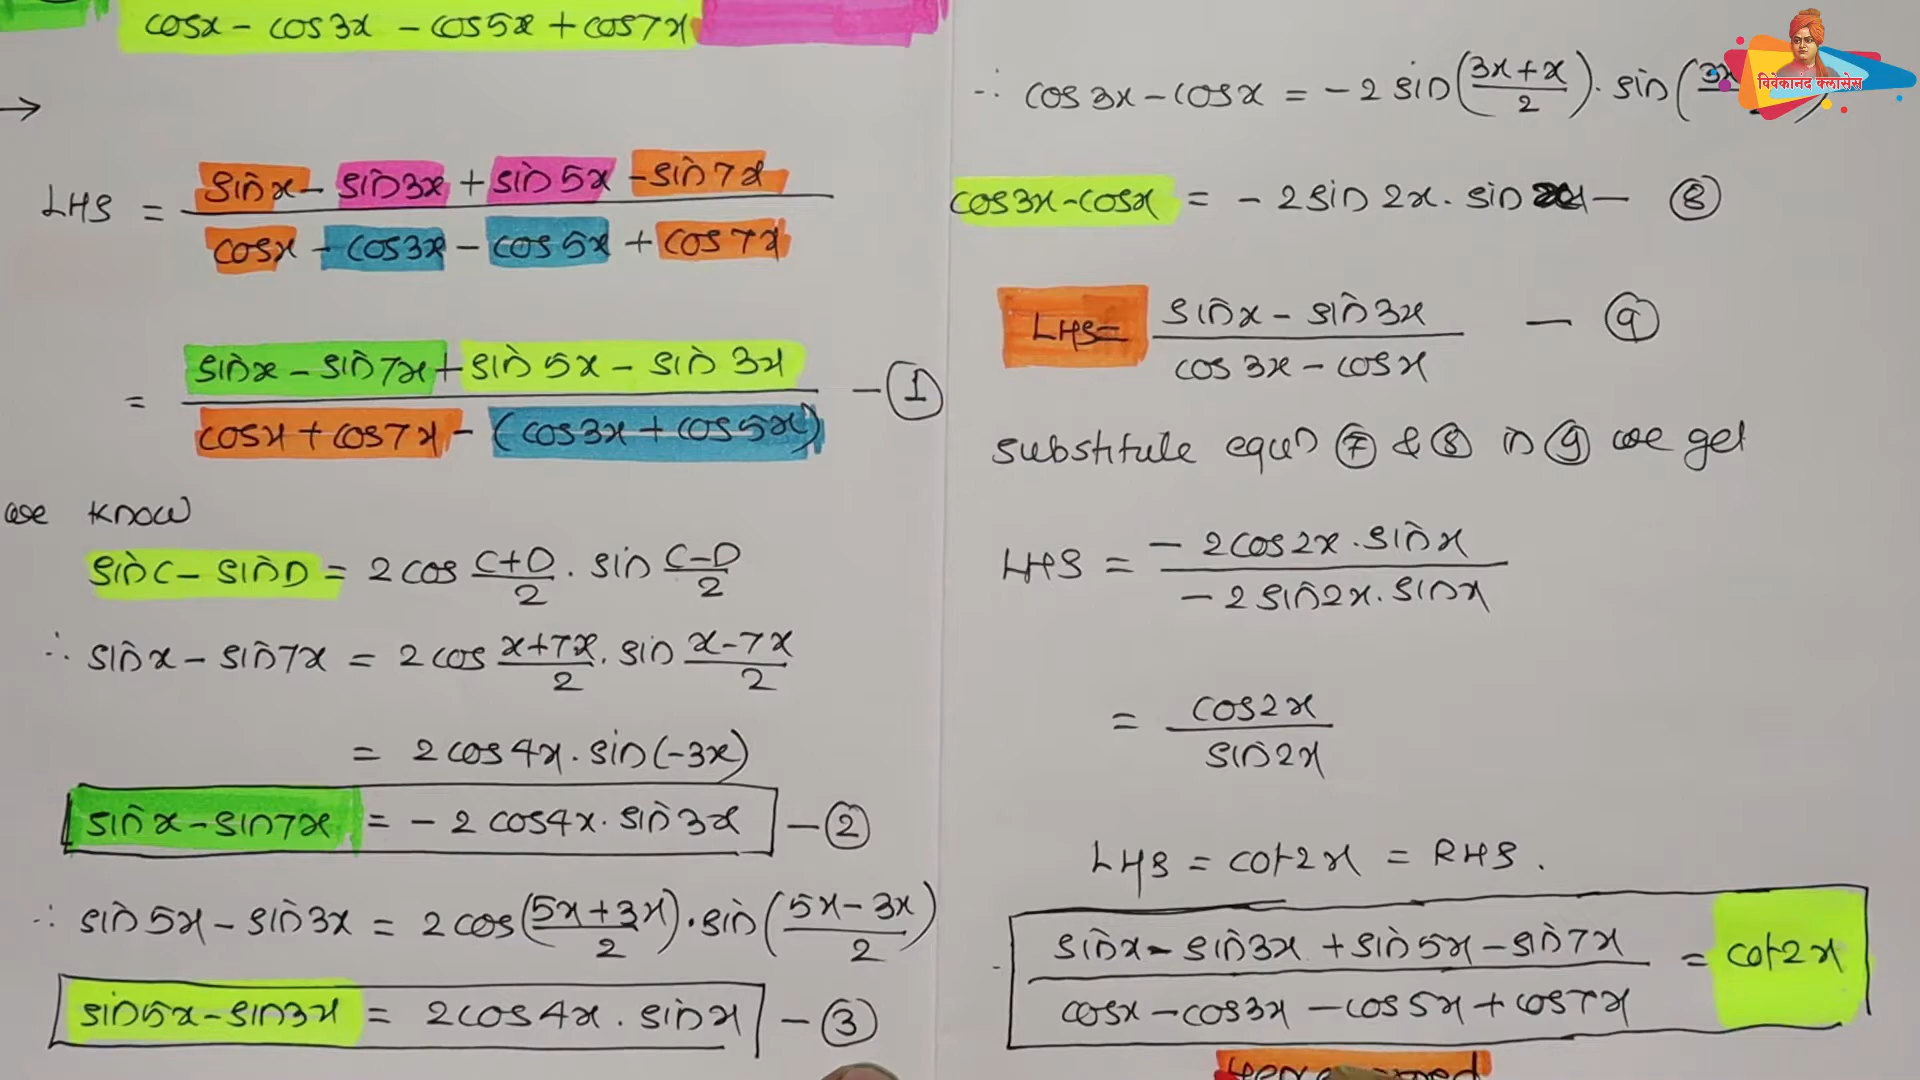 cosx - cos3x - cos5x + cos7x
→
LHS = (sinx - sin3x + sin5x - sin7x) / (cosx - cos3x - cos5x + cos7x)
= (sinx - sin7x + sin5x - sin3x) / (cosx + cos7x - (cos3x + cos5x)) — ①
we know
sinC - sinD = 2cos (C+D)/2 . sin (C-D)/2
∴ sinx - sin7x = 2cos (x+7x)/2 . sin (x-7x)/2
= 2cos4x . sin(-3x)
sinx - sin7x = -2cos4x . sin3x — ②
∴ sin5x - sin3x = 2cos((5x+3x)/2) . sin((5x-3x)/2)
sin5x - sin3x = 2cos4x . sinx — ③
∴ cos3x - cosx = -2sin((3x+x)/2) . sin(
विवेकानंद क्लासेस
cos3x - cosx = -2sin2x . sin — ⑧
LHS = (sinx - sin3x) / (cos3x - cosx) — ⑨
substitute equn ⑦ & ⑧ in ⑨ we get
LHS = (-2cos2x . sinx) / (-2sin2x . sinx)
= cos2x / sin2x
LHS = cot2x = RHS.
(sinx - sin3x + sin5x - sin7x) / (cosx - cos3x - cos5x + cos7x) = cot2x